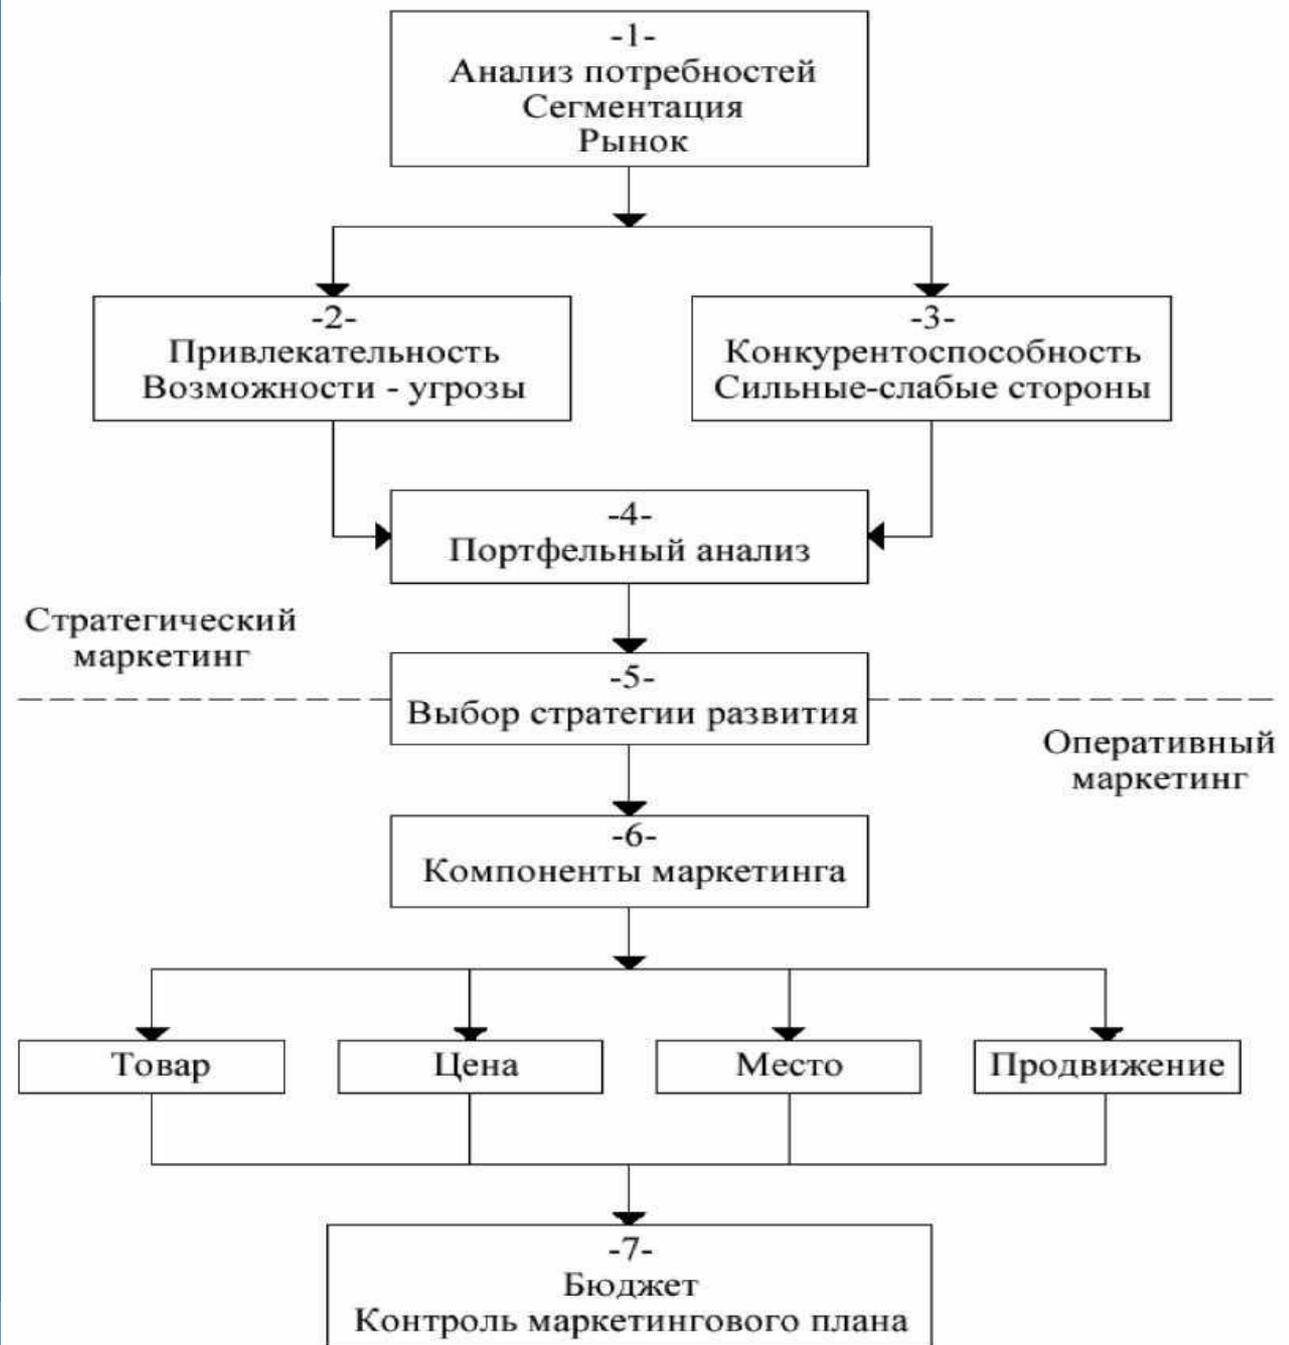 -1-
Анализ потребностей
Сегментация
Рынок
-2-
Привлекательность
Возможности - угрозы
-3-
Конкурентоспособность
Сильные-слабые стороны
-4-
Портфельный анализ
Стратегический
маркетинг
-5-
Выбор стратегии развития
Оперативный
маркетинг
-6-
Компоненты маркетинга
Товар
Цена
Место
Продвижение
-7-
Бюджет
Контроль маркетингового плана